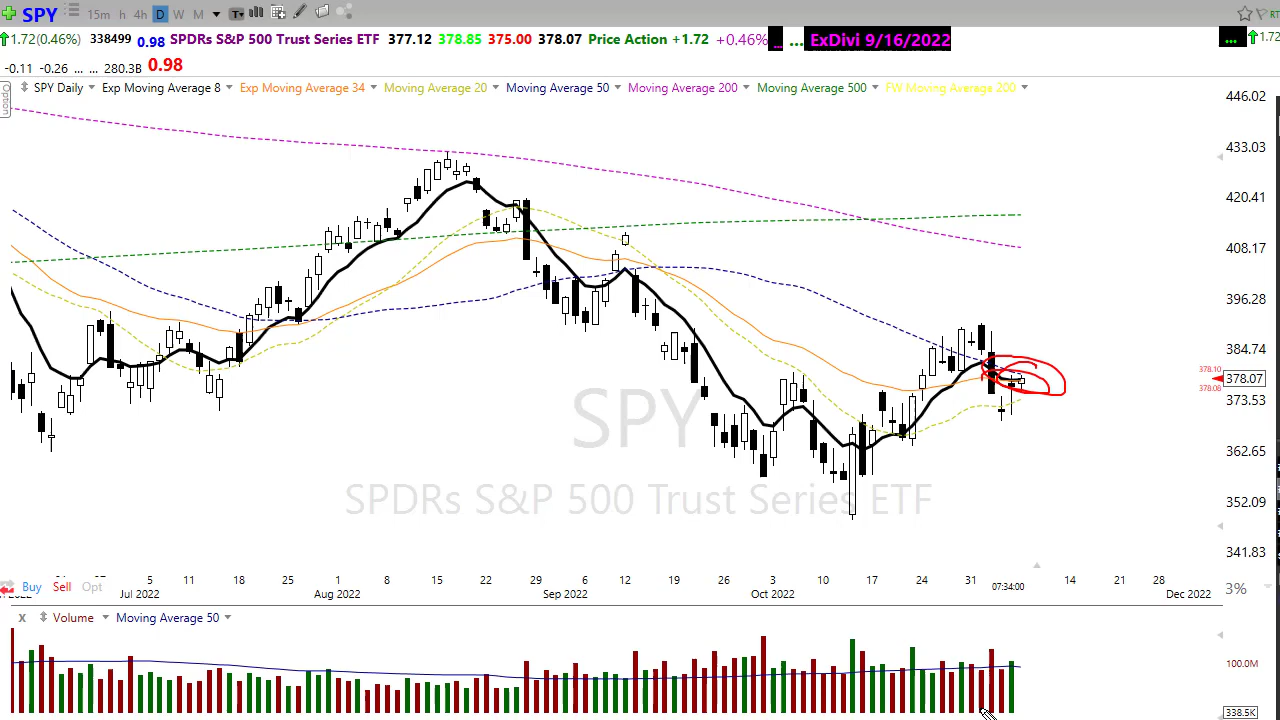 SPY 15m h 4h D W M T
1.72(0.46%) 338499 0.98 SPDRs S&P 500 Trust Series ETF 377.12 378.85 375.00 378.07 Price Action +1.72 +0.46% ... ... ExDivi 9/16/2022 ... 1.72
-0.11 -0.26 ... ... 280.3B 0.98
Option
SPY Daily Exp Moving Average 8 Exp Moving Average 34 Moving Average 20 Moving Average 50 Moving Average 200 Moving Average 500 FW Moving Average 200
446.02
433.03
420.41
408.17
396.28
384.74
378.10
378.07
378.08
373.53
SPY
362.65
SPDRs S&P 500 Trust Series ETF
352.09
341.83
5 11 18 25 1 8 15 22 29 6 12 19 26 3 10 17 24 31 07:34:00 14 21 28
Buy Sell Opt
3%
Jul 2022 Aug 2022 Sep 2022 Oct 2022 Dec 2022
X Volume Moving Average 50
100.0M
338.5K